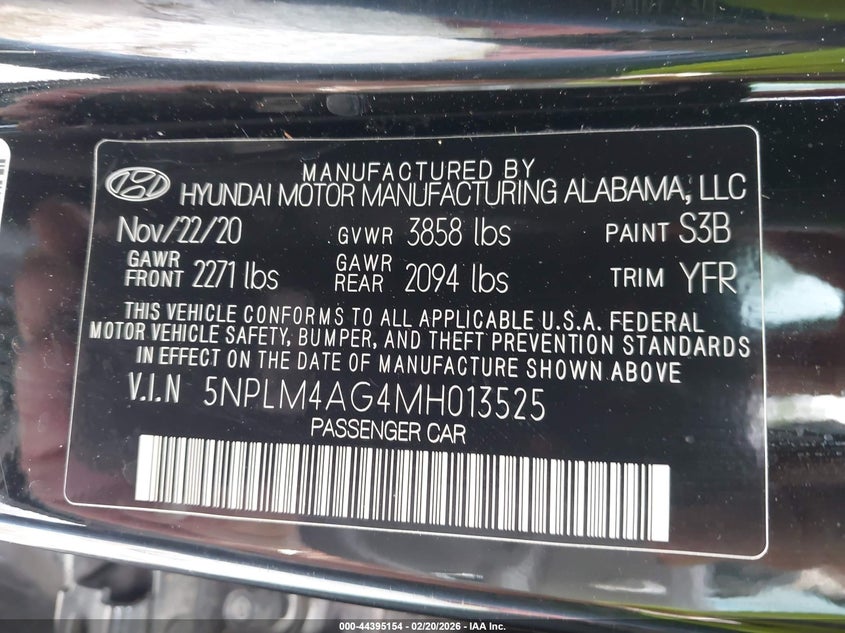 MANUFACTURED BY
HYUNDAI MOTOR MANUFACTURING ALABAMA, LLC
Nov/22/20 GVWR 3858 lbs PAINT S3B
GAWR FRONT 2271 lbs GAWR REAR 2094 lbs TRIM YFR
THIS VEHICLE CONFORMS TO ALL APPLICABLE U.S.A. FEDERAL
MOTOR VEHICLE SAFETY, BUMPER, AND THEFT PREVENTION STANDARDS
IN EFFECT ON THE DATE OF MANUFACTURE SHOWN ABOVE
V.I.N 5NPLM4AG4MH013525
PASSENGER CAR
000-44395154 - 02/20/2026 - IAA Inc.